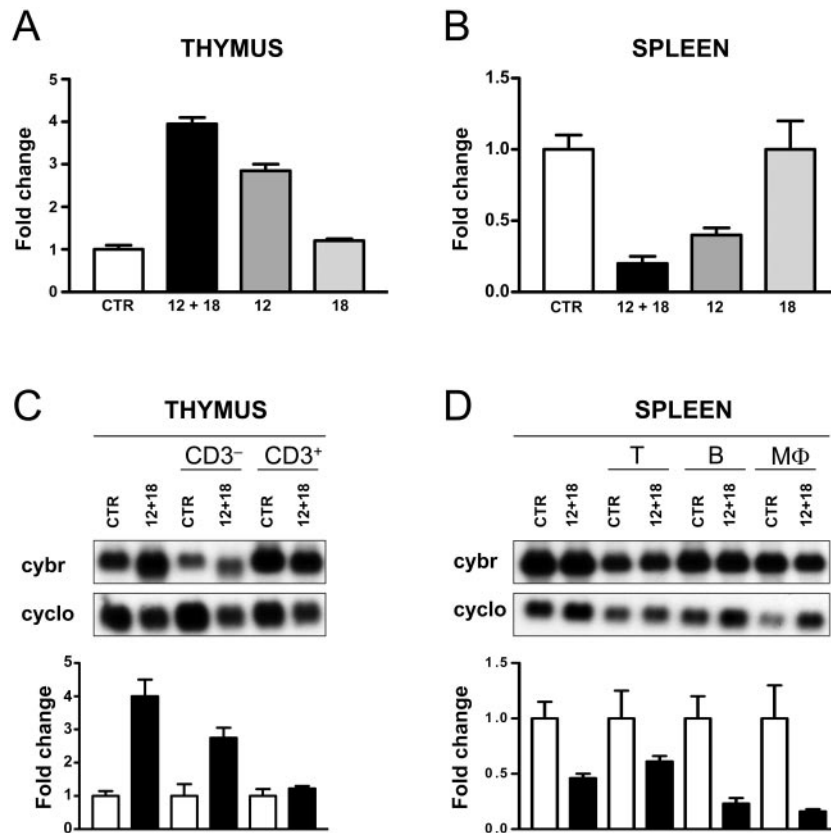 A
THYMUS
Fold change
5
4
3
2
1
0
CTR
12 + 18
12
18
B
SPLEEN
Fold change
1.5
1.0
0.5
0.0
CTR
12 + 18
12
18
C
THYMUS
CD3⁻
CD3⁺
CTR
12+18
CTR
12+18
CTR
12+18
cybr
cyclo
Fold change
5
4
3
2
1
0
D
SPLEEN
T
B
MΦ
CTR
12+18
CTR
12+18
CTR
12+18
CTR
12+18
cybr
cyclo
Fold change
1.5
1.0
0.5
0.0